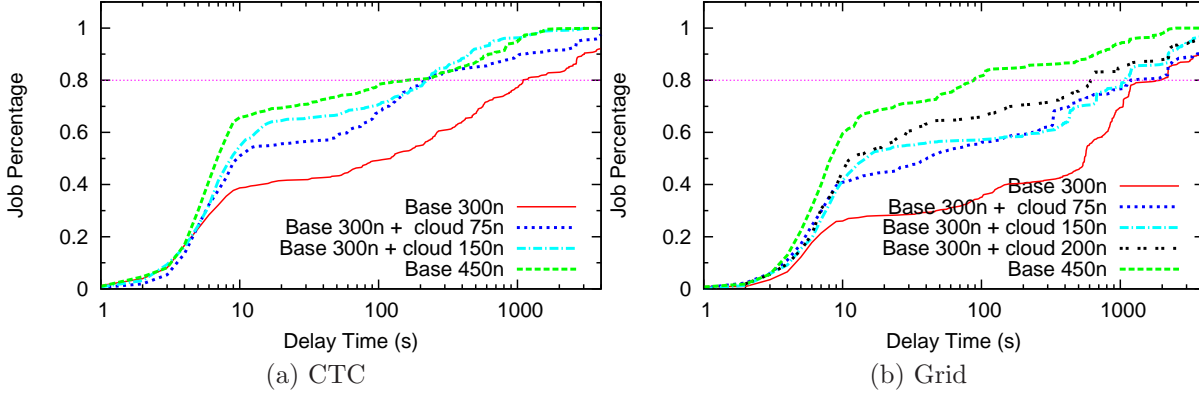 1
0.8
0.6
0.4
0.2
0
Job Percentage
1 10 100 1000
Delay Time (s)
Base 300n
Base 300n + cloud 75n
Base 300n + cloud 150n
Base 450n
(a) CTC
1
0.8
0.6
0.4
0.2
0
Job Percentage
1 10 100 1000
Delay Time (s)
Base 300n
Base 300n + cloud 75n
Base 300n + cloud 150n
Base 300n + cloud 200n
Base 450n
(b) Grid